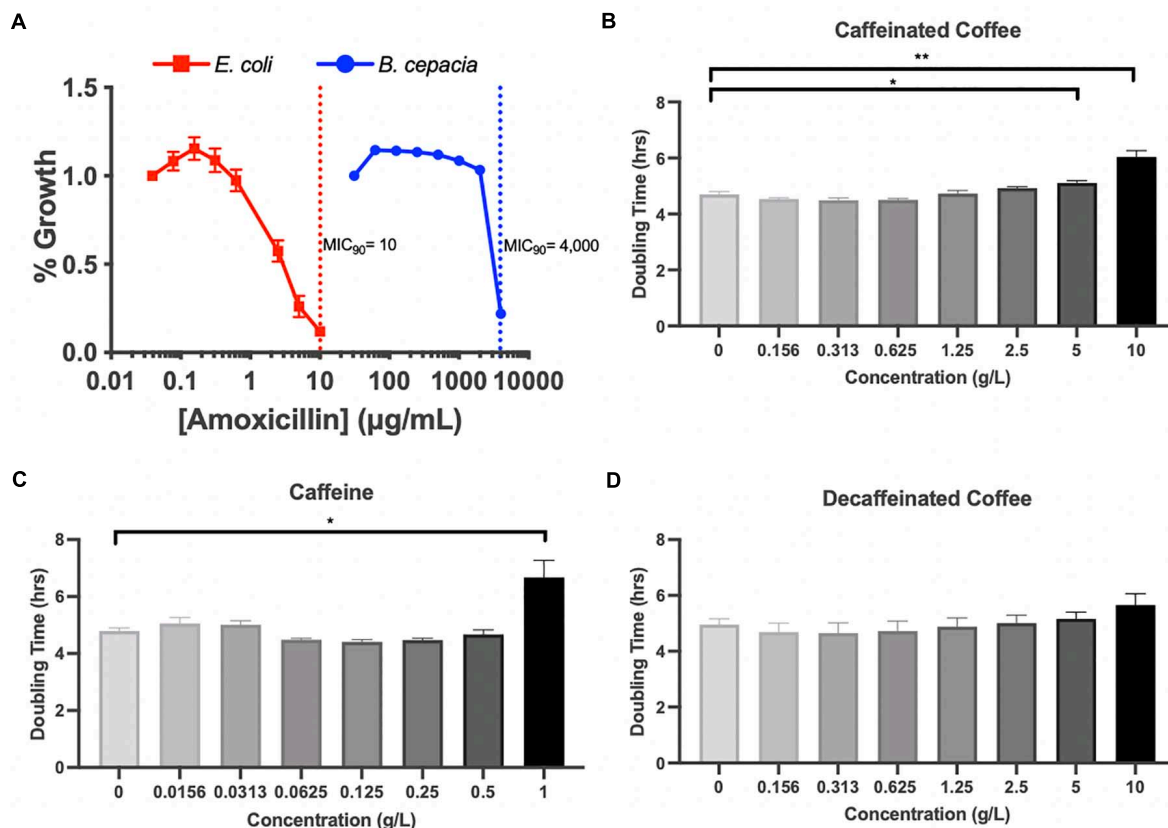 A
E. coli
B. cepacia
1.5
1.0
0.5
0.0
% Growth
MIC₉₀= 10
MIC₉₀= 4,000
0.01 0.1 1 10 100 1000 10000
[Amoxicillin] (µg/mL)
B
Caffeinated Coffee
**
*
8
6
4
2
0
Doubling Time (hrs)
0 0.156 0.313 0.625 1.25 2.5 5 10
Concentration (g/L)
C
Caffeine
*
8
6
4
2
0
Doubling Time (hrs)
0 0.0156 0.0313 0.0625 0.125 0.25 0.5 1
Concentration (g/L)
D
Decaffeinated Coffee
8
6
4
2
0
Doubling Time (hrs)
0 0.156 0.313 0.625 1.25 2.5 5 10
Concentration (g/L)